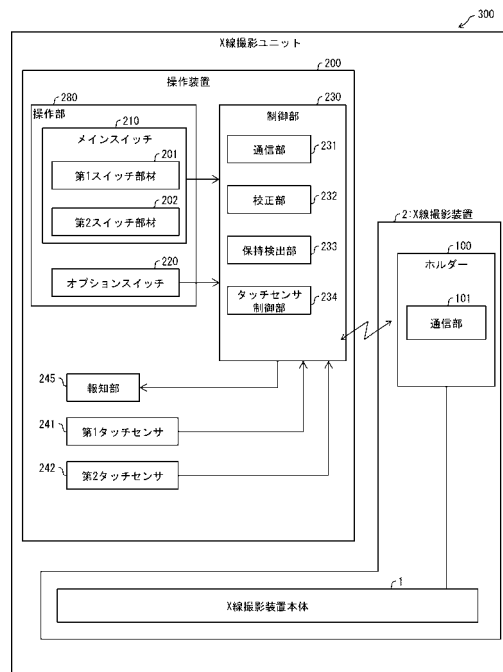 300
X線撮影ユニット
200
操作装置
280
操作部
210
メインスイッチ
201
第1スイッチ部材
202
第2スイッチ部材
220
オプションスイッチ
230
制御部
通信部
231
校正部
232
保持検出部
233
タッチセンサ
制御部
234
245
報知部
241
第1タッチセンサ
242
第2タッチセンサ
2:X線撮影装置
100
ホルダー
101
通信部
1
X線撮影装置本体